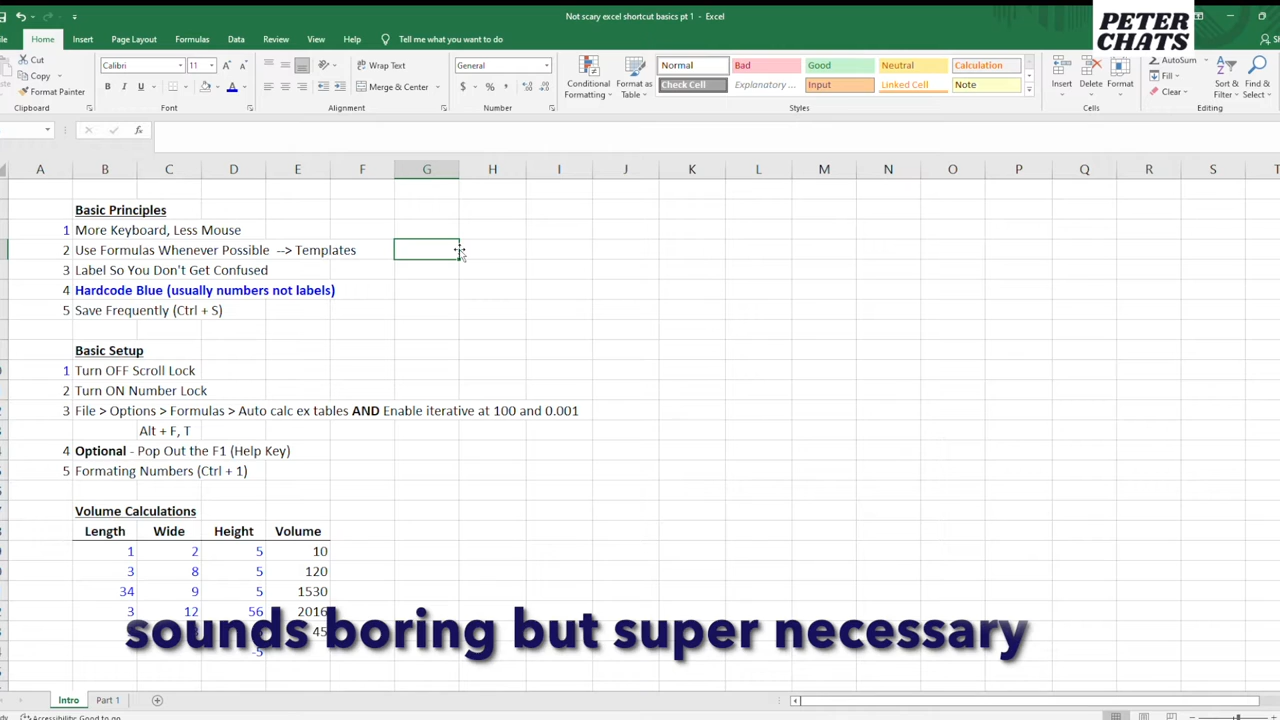 Not scary excel shortcut basics pt 1 - Excel
PETER
CHATS
Home Insert Page Layout Formulas Data Review View Help Tell me what you want to do
Cut
Copy
Format Painter
Clipboard
Calibri 11
B I U
Font
Wrap Text
Merge & Center
Alignment
General
$ % ,
Number
Conditional Formatting
Format as Table
Normal Bad Good Neutral Calculation
Check Cell Explanatory ... Input Linked Cell Note
Styles
Insert Delete Format
Cells
AutoSum
Fill
Clear
Sort & Filter
Find & Select
Editing
fx
A B C D E F G H I J K L M N O P Q R S T
Basic Principles
1 More Keyboard, Less Mouse
2 Use Formulas Whenever Possible --> Templates
3 Label So You Don't Get Confused
4 Hardcode Blue (usually numbers not labels)
5 Save Frequently (Ctrl + S)
Basic Setup
1 Turn OFF Scroll Lock
2 Turn ON Number Lock
3 File > Options > Formulas > Auto calc ex tables AND Enable iterative at 100 and 0.001
Alt + F, T
4 Optional - Pop Out the F1 (Help Key)
5 Formating Numbers (Ctrl + 1)
Volume Calculations
Length Wide Height Volume
1 2 5 10
3 8 5 120
34 9 5 1530
3 12 56 2016
45
-5
sounds boring but super necessary
Intro Part 1
Accessibility: Good to go